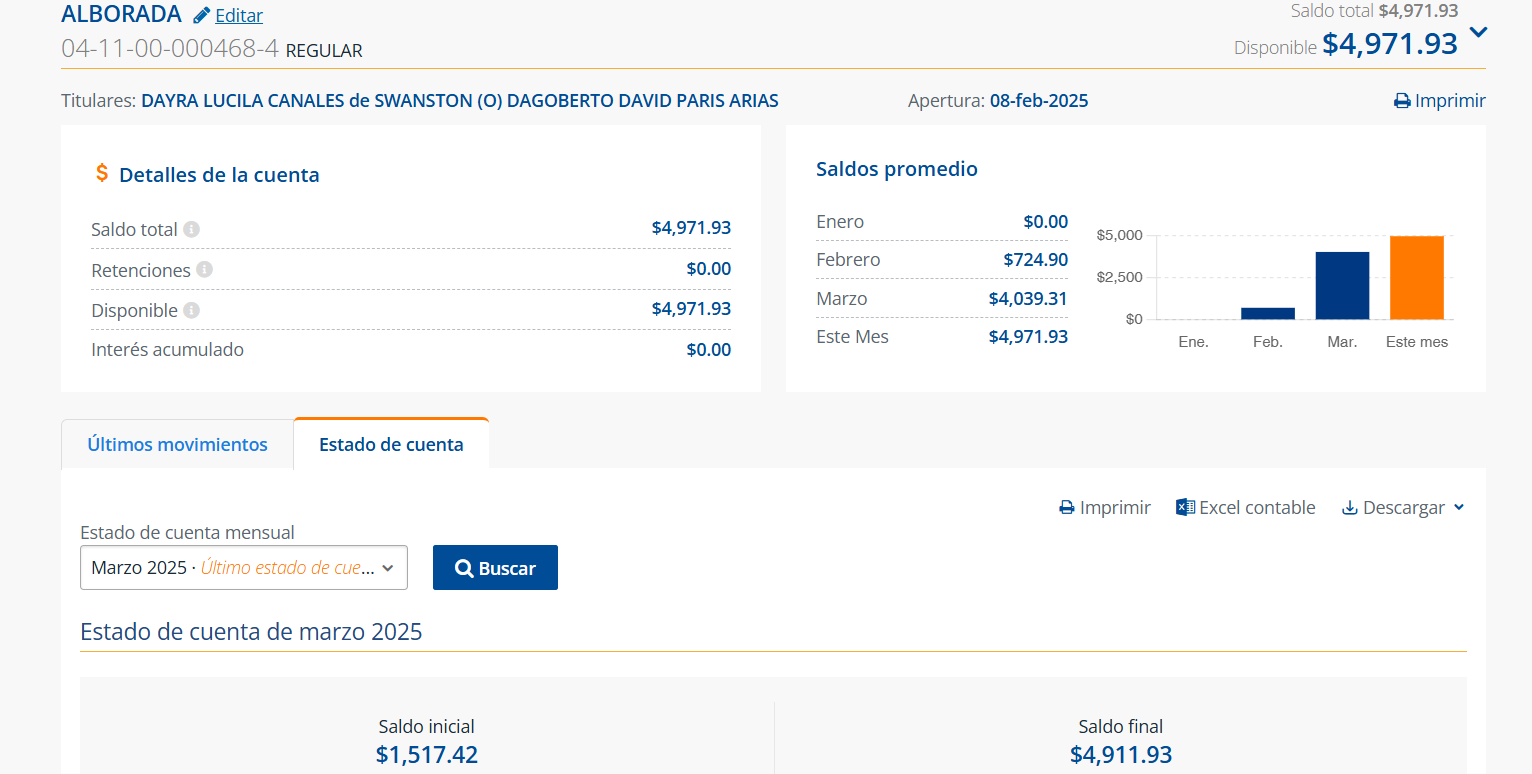 ALBORADA Editar
Saldo total $4,971.93
04-11-00-000468-4 REGULAR
Disponible $4,971.93
Titulares: DAYRA LUCILA CANALES de SWANSTON (O) DAGOBERTO DAVID PARIS ARIAS
Apertura: 08-feb-2025
Imprimir
$ Detalles de la cuenta
Saldo total $4,971.93
Retenciones $0.00
Disponible $4,971.93
Interés acumulado $0.00
Saldos promedio
Enero $0.00
Febrero $724.90
Marzo $4,039.31
Este Mes $4,971.93
$5,000
$2,500
$0
Ene. Feb. Mar. Este mes
Últimos movimientos Estado de cuenta
Imprimir Excel contable Descargar
Estado de cuenta mensual
Marzo 2025 · Último estado de cue...
Buscar
Estado de cuenta de marzo 2025
Saldo inicial
$1,517.42
Saldo final
$4,911.93